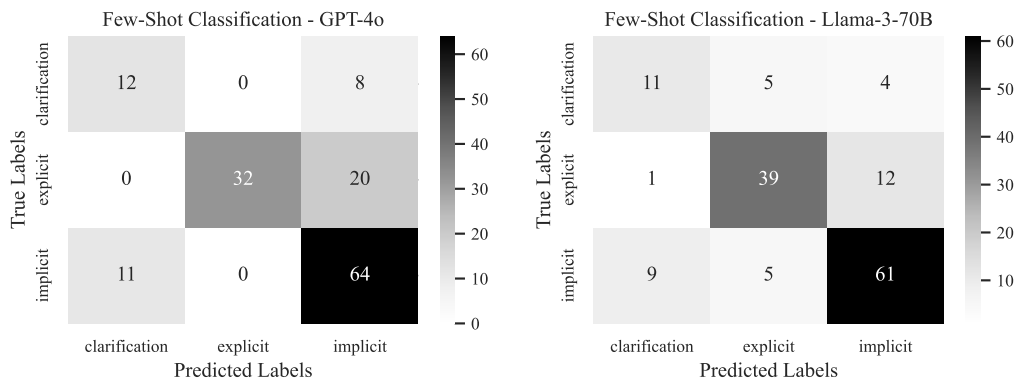 Few-Shot Classification - GPT-4o
True Labels
clarification
explicit
implicit
12 0 8
0 32 20
11 0 64
clarification explicit implicit
Predicted Labels
60
50
40
30
20
10
0
Few-Shot Classification - Llama-3-70B
True Labels
clarification
explicit
implicit
11 5 4
1 39 12
9 5 61
clarification explicit implicit
Predicted Labels
60
50
40
30
20
10